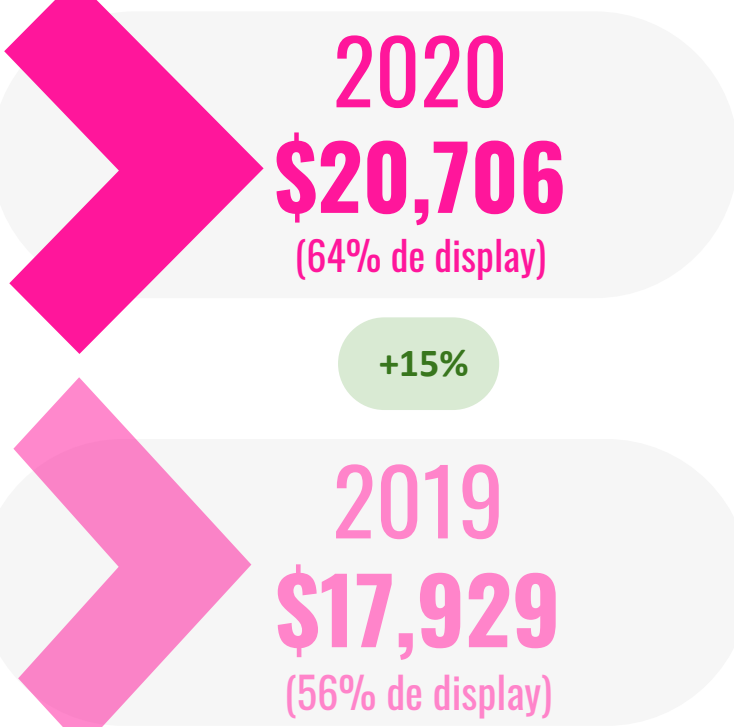 2020
$20,706
(64% de display)
+15%
2019
$17,929
(56% de display)